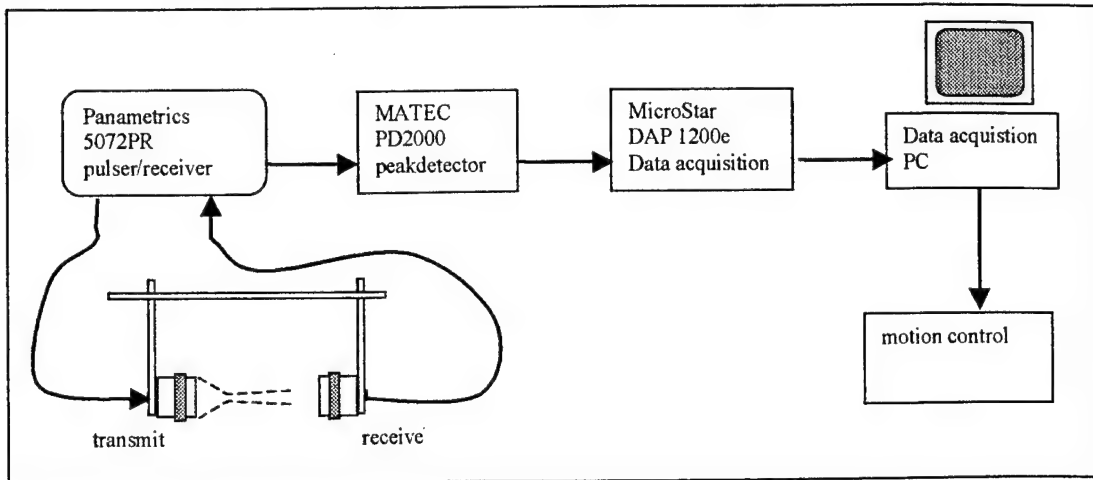 Panametrics
5072PR
pulser/receiver
MATEC
PD2000
peakdetector
MicroStar
DAP 1200e
Data acquisition
Data acquistion
PC
motion control
transmit
receive